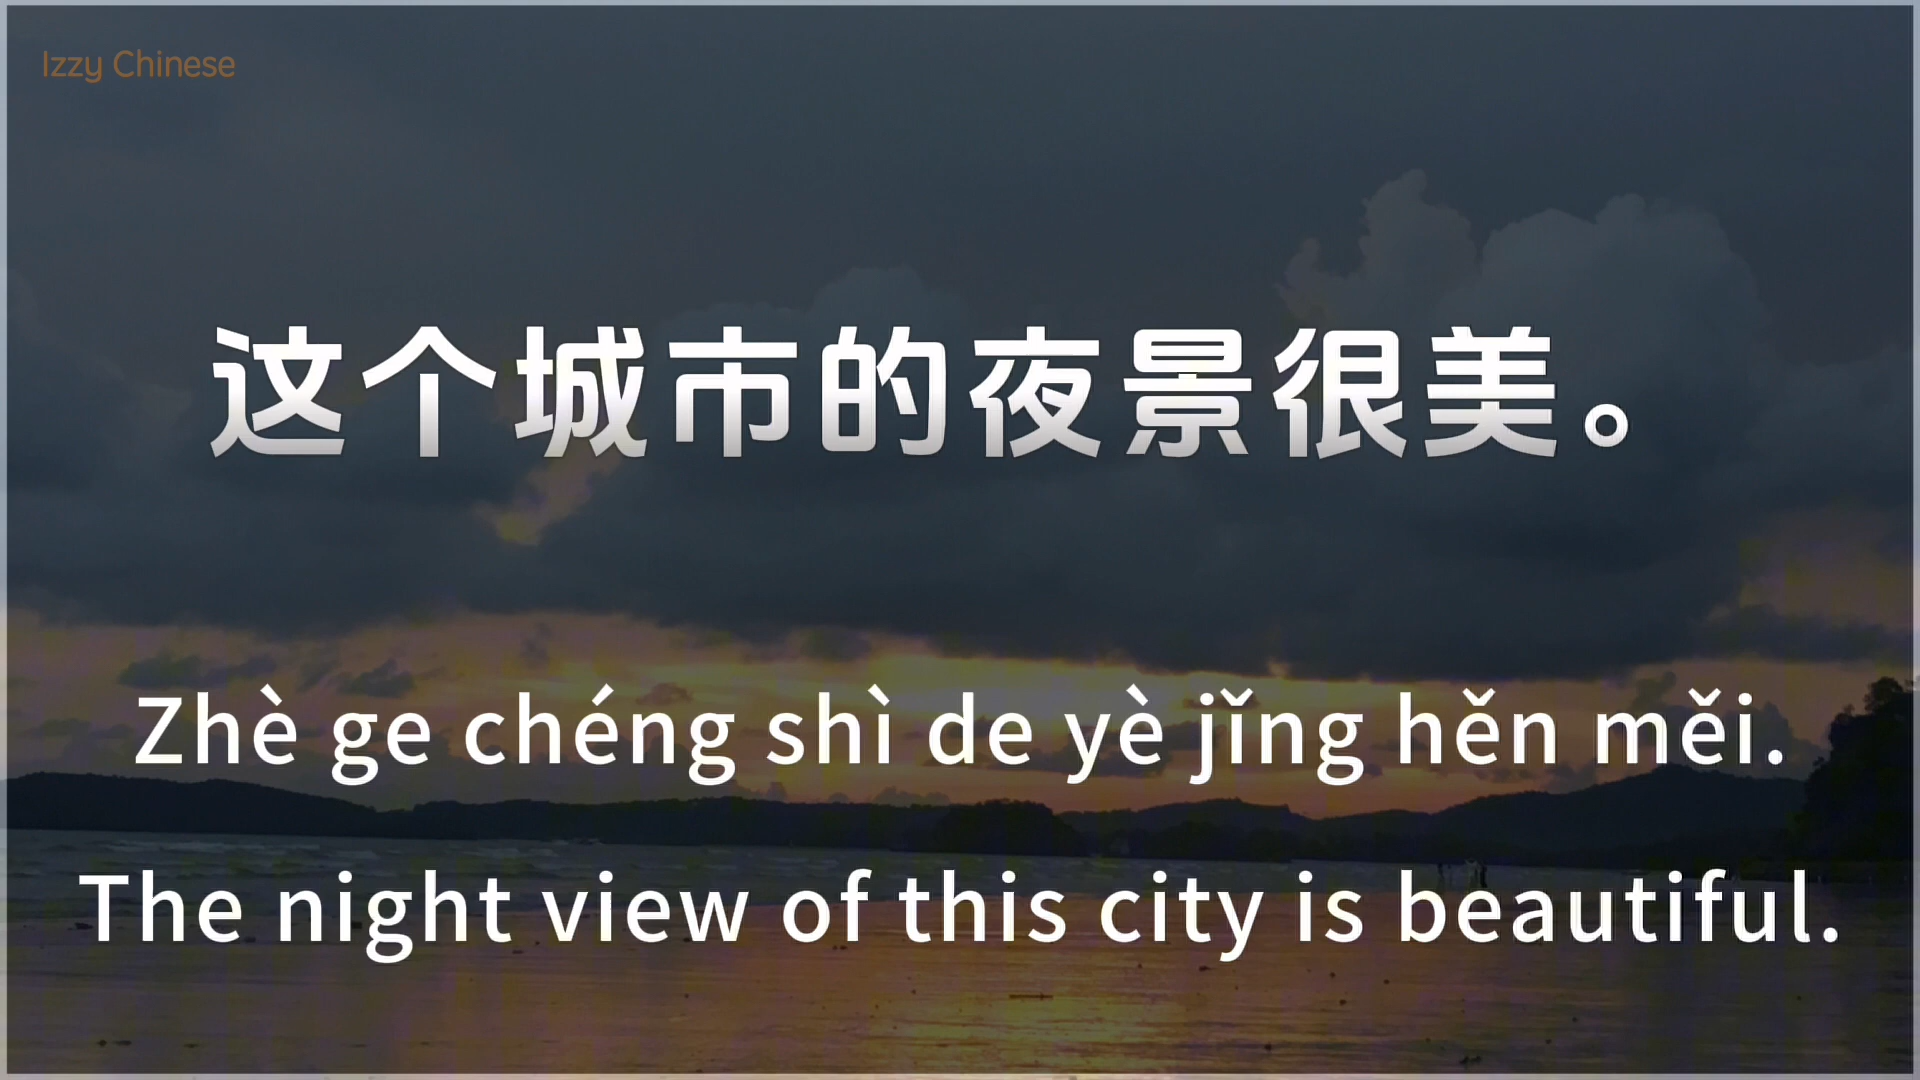 Izzy Chinese
这个城市的夜景很美。
Zhè ge chéng shì de yè jǐng hěn měi.
The night view of this city is beautiful.